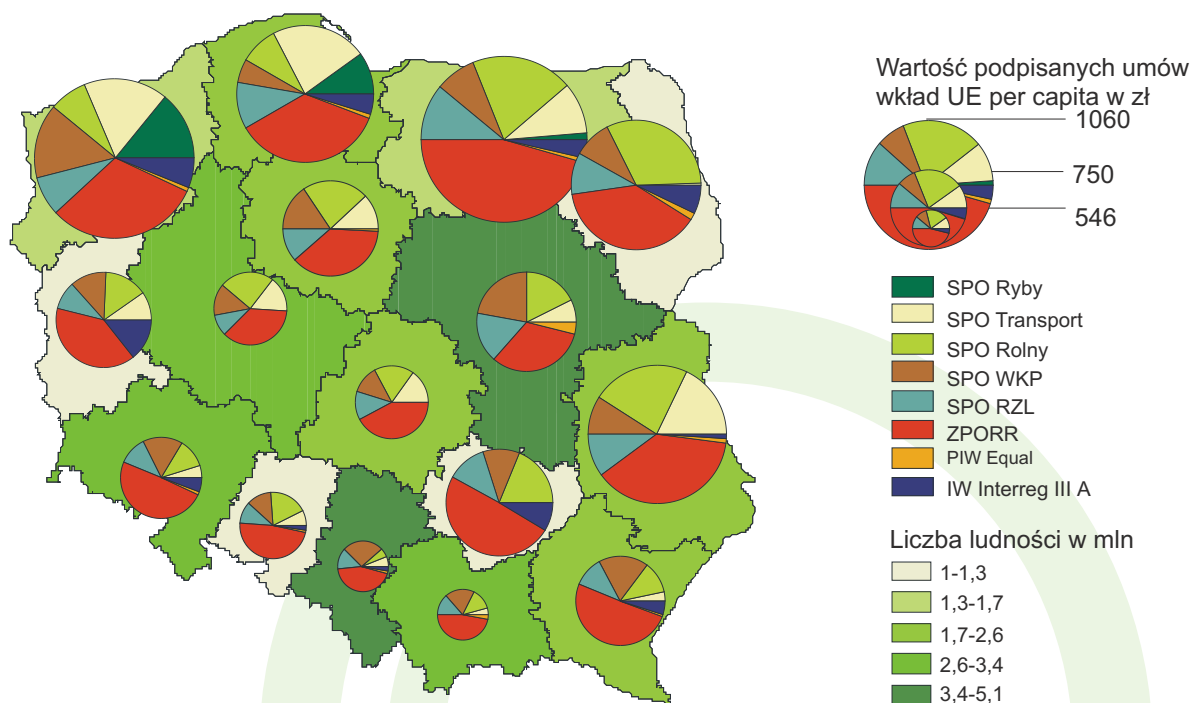 Wartość podpisanych umów
wkład UE per capita w zł
1060
750
546
SPO Ryby
SPO Transport
SPO Rolny
SPO WKP
SPO RZL
ZPORR
PIW Equal
IW Interreg III A
Liczba ludności w mln
1-1,3
1,3-1,7
1,7-2,6
2,6-3,4
3,4-5,1